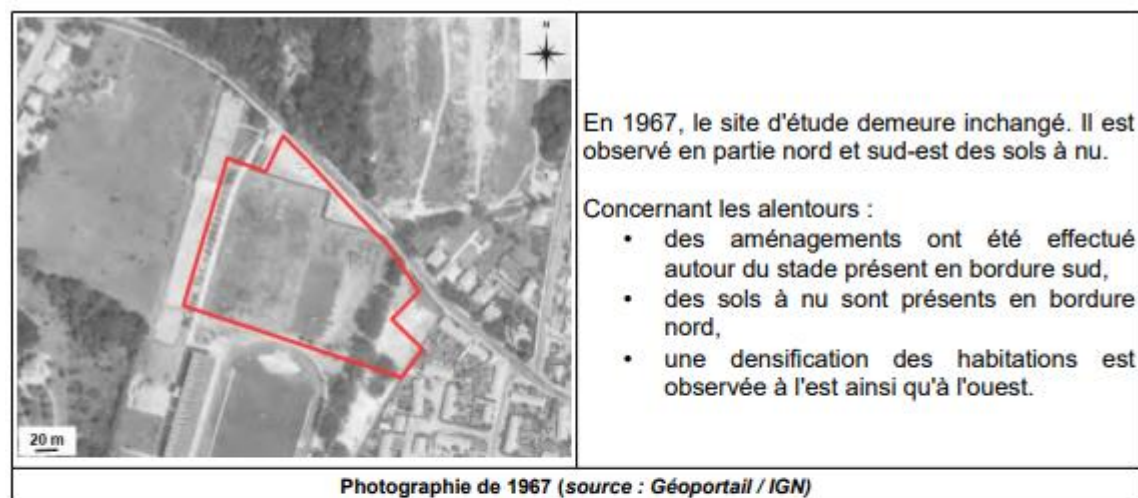 N
En 1967, le site d'étude demeure inchangé. Il est
observé en partie nord et sud-est des sols à nu.
Concernant les alentours :
• des aménagements ont été effectué
autour du stade présent en bordure sud,
• des sols à nu sont présents en bordure
nord,
• une densification des habitations est
observée à l'est ainsi qu'à l'ouest.
20 m
Photographie de 1967 (source : Géoportail / IGN)